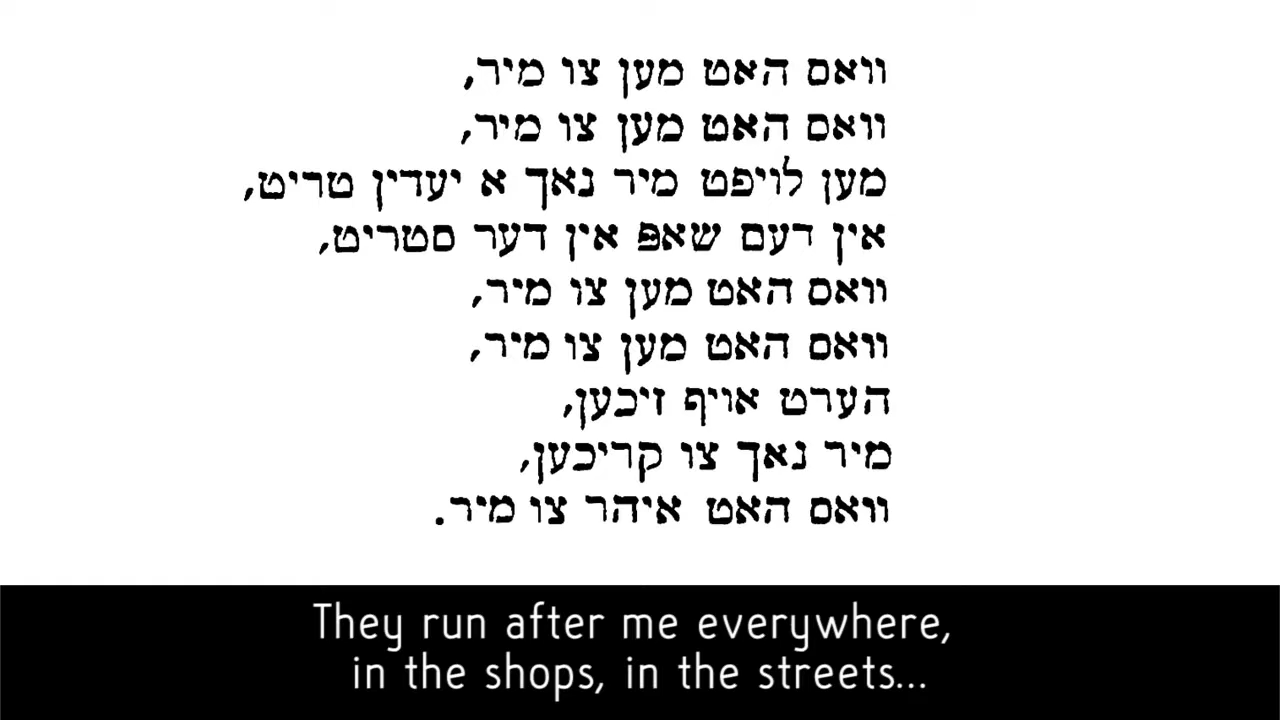 וואס האט מען צו מיר,
וואס האט מען צו מיר,
מען לויפט מיר נאך א יעדין טריט,
אין דעם שאפּ אין דער סטריט,
וואס האט מען צו מיר,
וואס האט מען צו מיר,
הערט אויף זיכען,
מיר נאך צו קריכען,
וואס האט איהר צו מיר.
They run after me everywhere,
in the shops, in the streets...